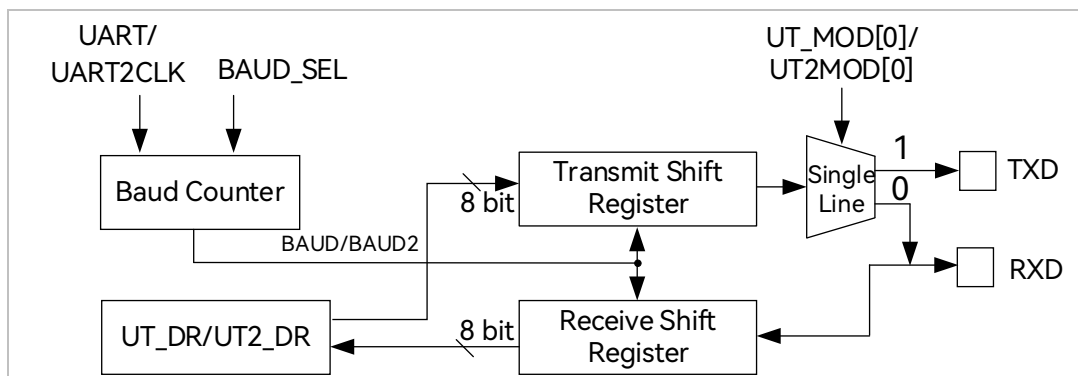 UART/
UART2CLK
BAUD_SEL
UT_MOD[0]/
UT2MOD[0]
Baud Counter
8 bit
Transmit Shift
Register
Single
Line
1
0
TXD
BAUD/BAUD2
RXD
UT_DR/UT2_DR
8 bit
Receive Shift
Register